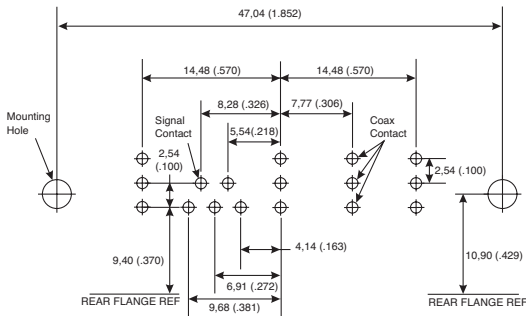 47,04 (1.852)
14,48 (.570)
14,48 (.570)
8,28 (.326)
7,77 (.306)
Mounting
Hole
Signal
Contact
Coax
Contact
5,54(.218)
2,54
(.100)
2,54 (.100)
4,14 (.163)
9,40 (.370)
10,90 (.429)
6,91 (.272)
REAR FLANGE REF
REAR FLANGE REF
9,68 (.381)